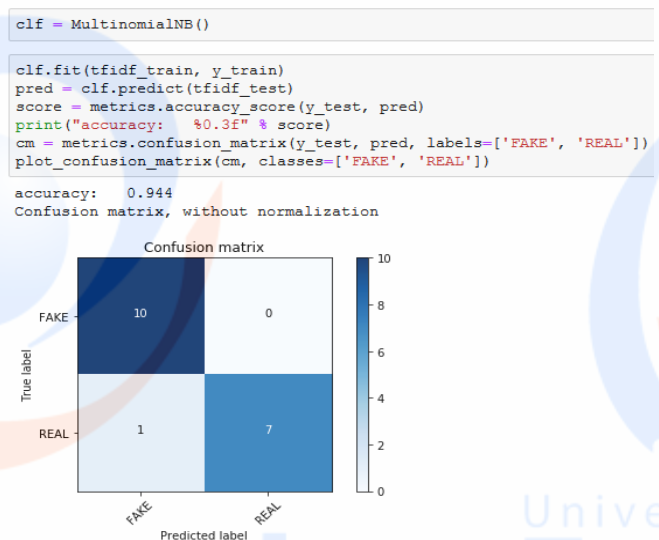 clf = MultinomialNB()
clf.fit(tfidf_train, y_train)
pred = clf.predict(tfidf_test)
score = metrics.accuracy_score(y_test, pred)
print("accuracy:   %0.3f" % score)
cm = metrics.confusion_matrix(y_test, pred, labels=['FAKE', 'REAL'])
plot_confusion_matrix(cm, classes=['FAKE', 'REAL'])
accuracy:   0.944
Confusion matrix, without normalization
Confusion matrix
10
8
6
4
2
0
FAKE
10
0
REAL
1
7
True label
FAKE
REAL
Predicted label
Unive